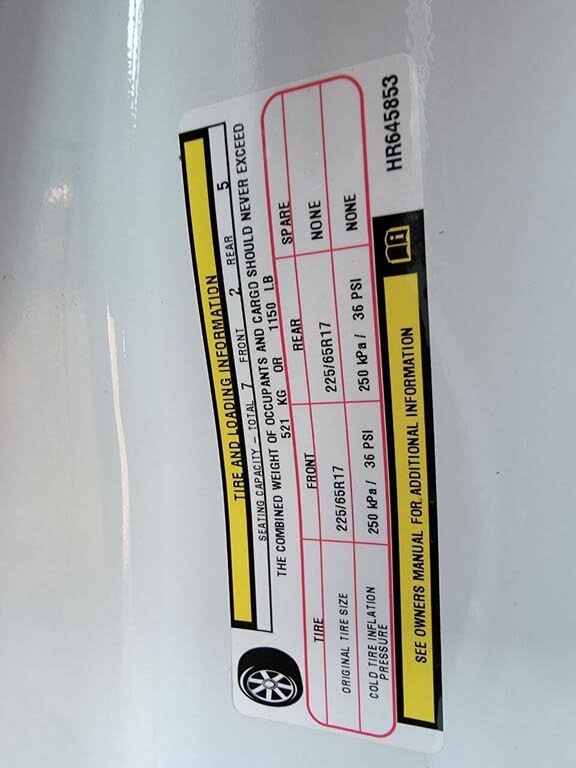 TIRE AND LOADING INFORMATION
SEATING CAPACITY – TOTAL 7 FRONT 2 REAR 5
THE COMBINED WEIGHT OF OCCUPANTS AND CARGO SHOULD NEVER EXCEED
521 KG OR 1150 LB
TIRE FRONT REAR SPARE
ORIGINAL TIRE SIZE 225/65R17 225/65R17 NONE
COLD TIRE INFLATION
PRESSURE 250 kPa / 36 PSI 250 kPa / 36 PSI NONE
SEE OWNERS MANUAL FOR ADDITIONAL INFORMATION
HR645853